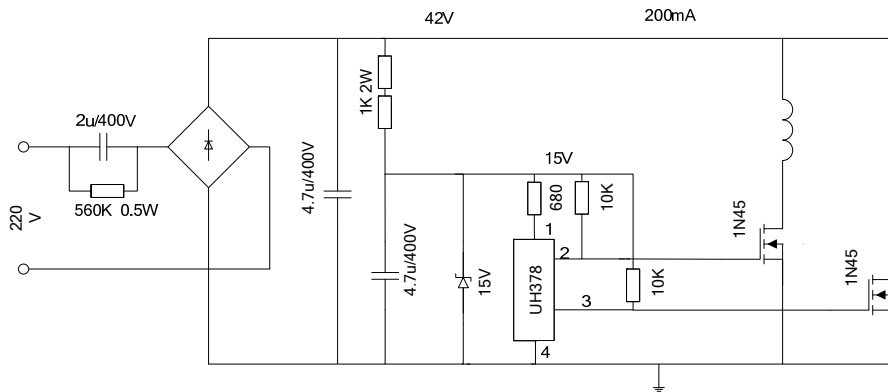 42V
200mA
2u/400V
1K 2W
4.7u/400V
15V
560K 0.5W
220
V
680
10K
1
2
1N45
4.7u/400V
15V
UH378
10K
3
1N45
4